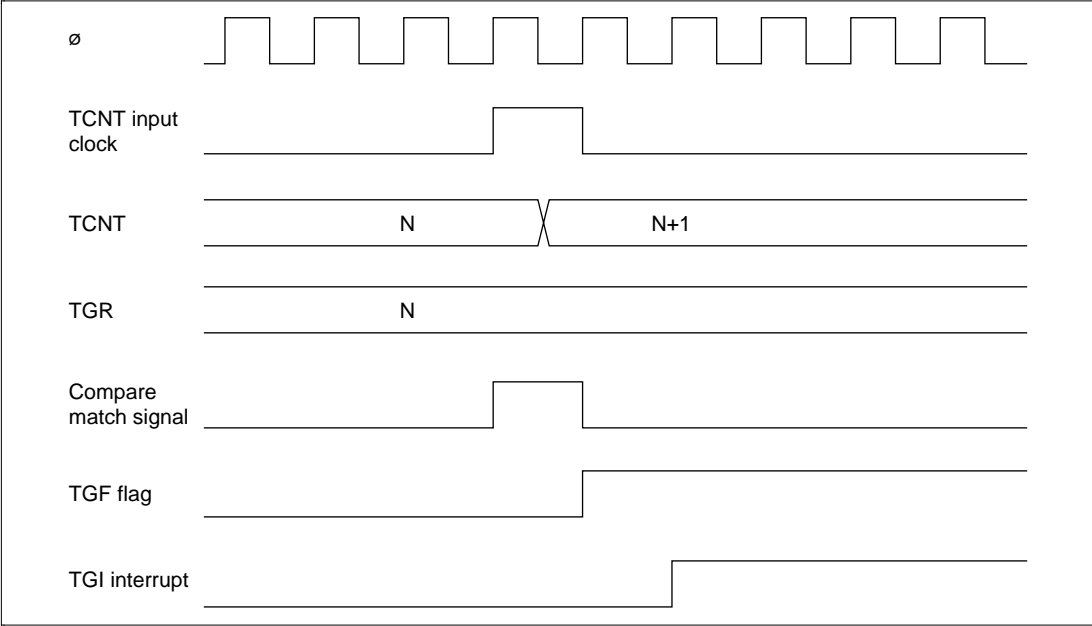 ø
TCNT input
clock
TCNT
N
N+1
TGR
N
Compare
match signal
TGF flag
TGI interrupt